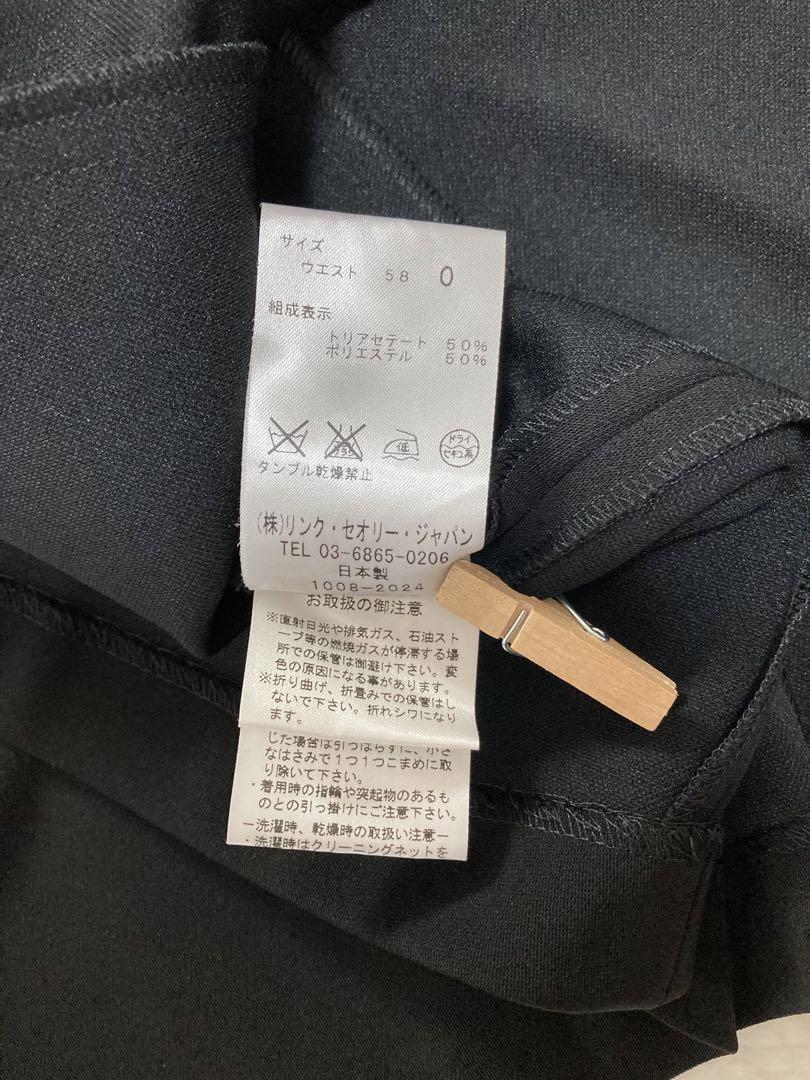 サイズ
ウエスト 58 0
組成表示
トリアセテート 50%
ポリエステル 50%
低
ドライ
セキユ系
タンブル乾燥禁止
(株)リンク・セオリー・ジャパン
TEL 03-6865-0206
日本製
1008-2024
お取扱の御注意
※直射日光や排気ガス、石油スト
ーブ等の燃焼ガスが停滞する場
所での保管は御避け下さい。変
色の原因になる事があります。
※折り曲げ、折畳みでの保管はし
ないで下さい。折れシワになり
ます。
じた場合は引っぱらずに、小さ
なはさみで1つ1つこまめに取
り除いて下さい。
・着用時の指輪や突起物のあるも
のとの引っ掛けにご注意下さい。
ー洗濯時、乾燥時の取扱い注意ー
・洗濯時はクリーニングネットを